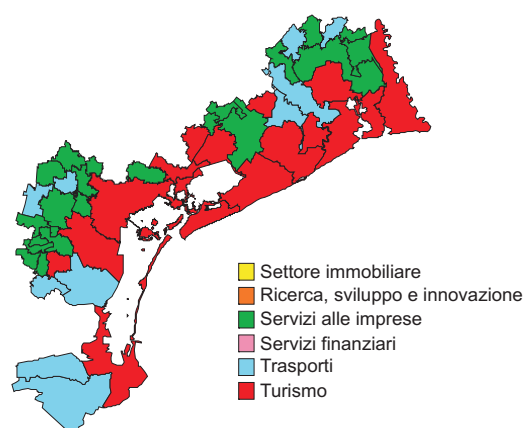 Settore immobiliare
Ricerca, sviluppo e innovazione
Servizi alle imprese
Servizi finanziari
Trasporti
Turismo